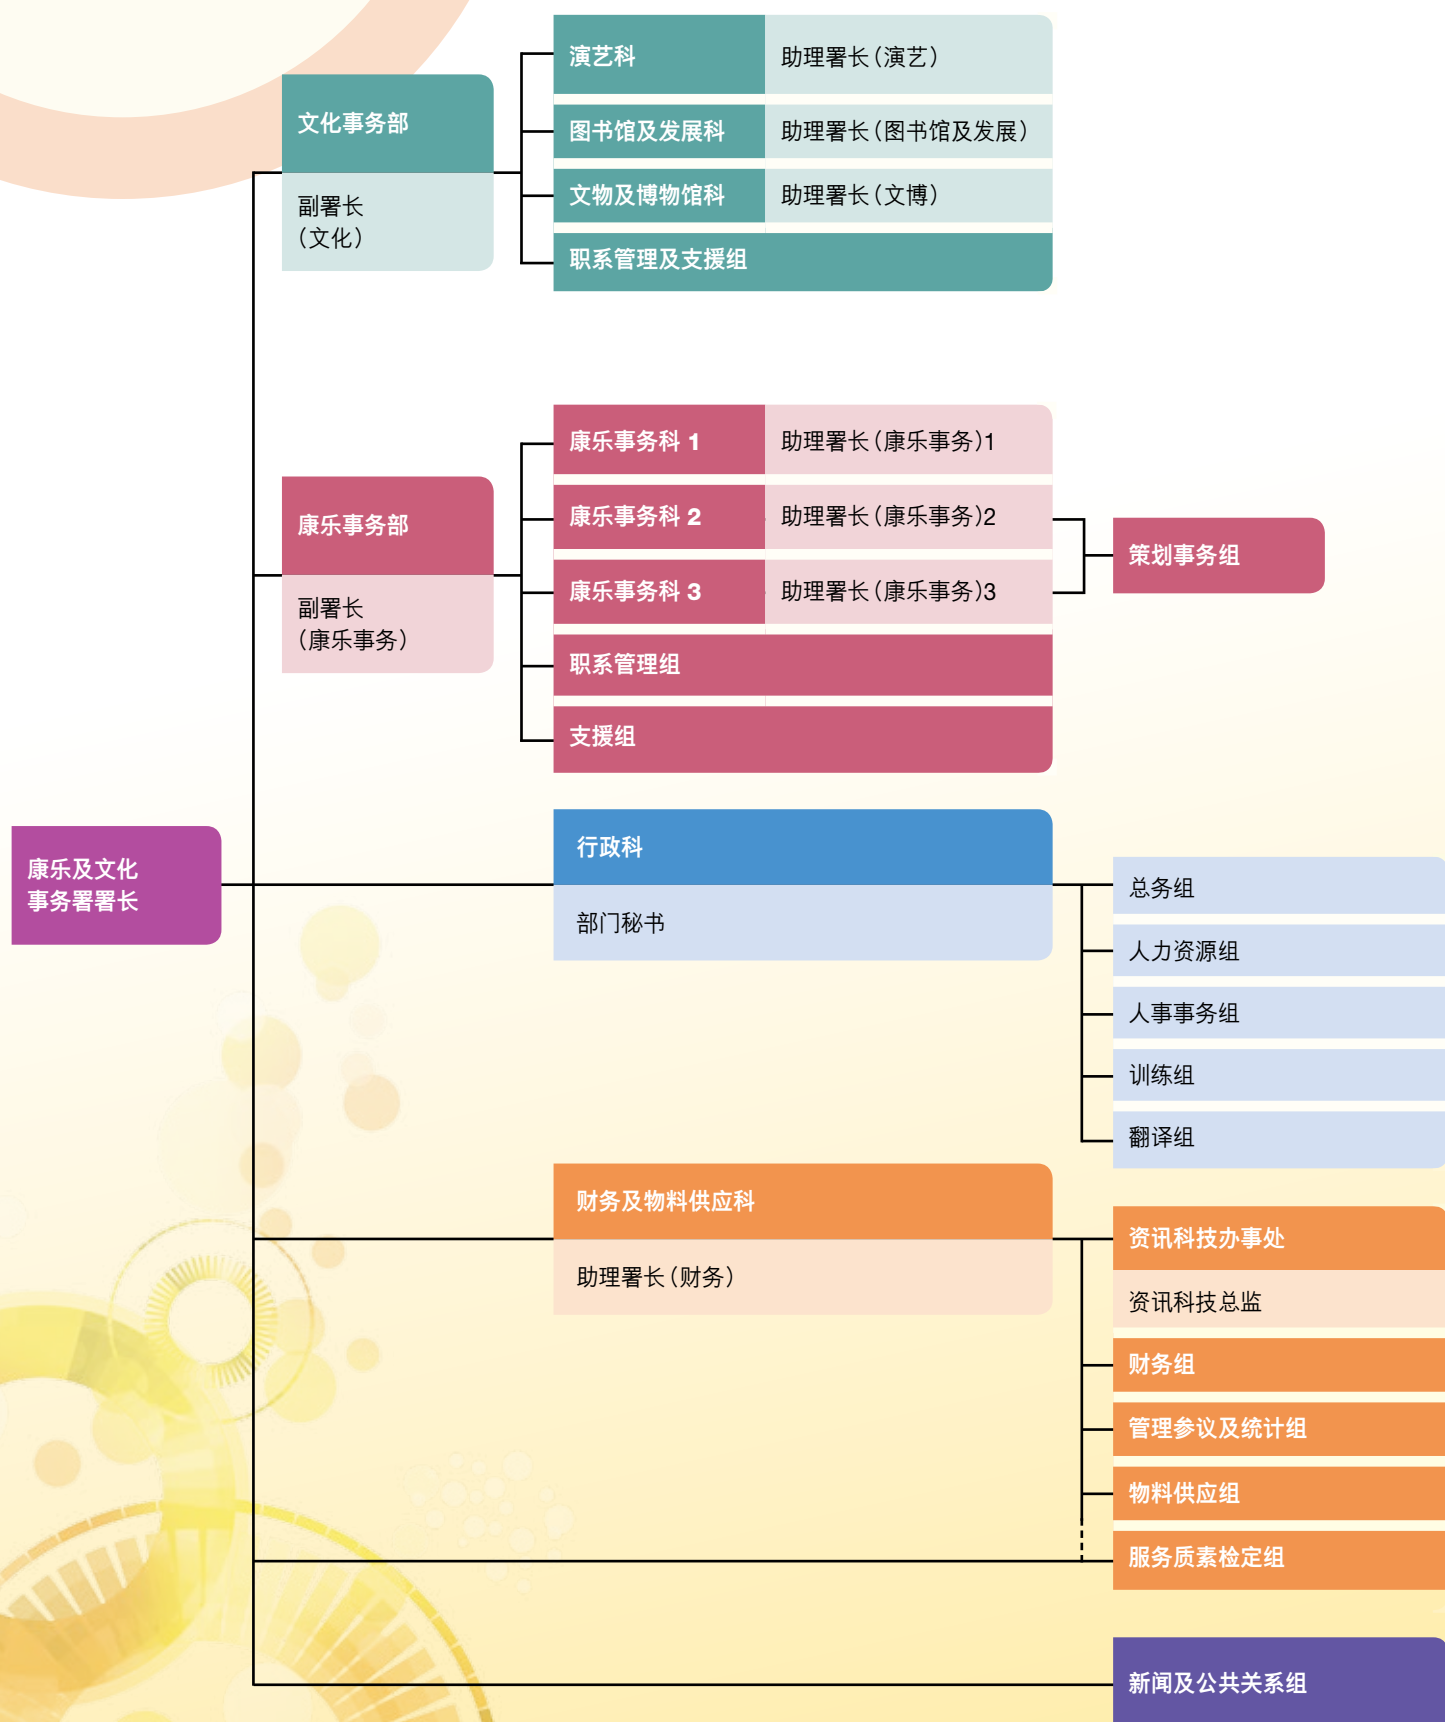 演艺科
助理署长（演艺）
文化事务部
副署长
（文化）
图书馆及发展科
助理署长（图书馆及发展）
文物及博物馆科
助理署长（文博）
职系管理及支援组
康乐事务部
副署长
（康乐事务）
康乐事务科 1
助理署长（康乐事务）1
康乐事务科 2
助理署长（康乐事务）2
康乐事务科 3
助理署长（康乐事务）3
策划事务组
职系管理组
支援组
康乐及文化
事务署署长
行政科
部门秘书
总务组
人力资源组
人事事务组
训练组
翻译组
财务及物料供应科
助理署长（财务）
资讯科技办事处
资讯科技总监
财务组
管理参议及统计组
物料供应组
服务质素检定组
新闻及公共关系组